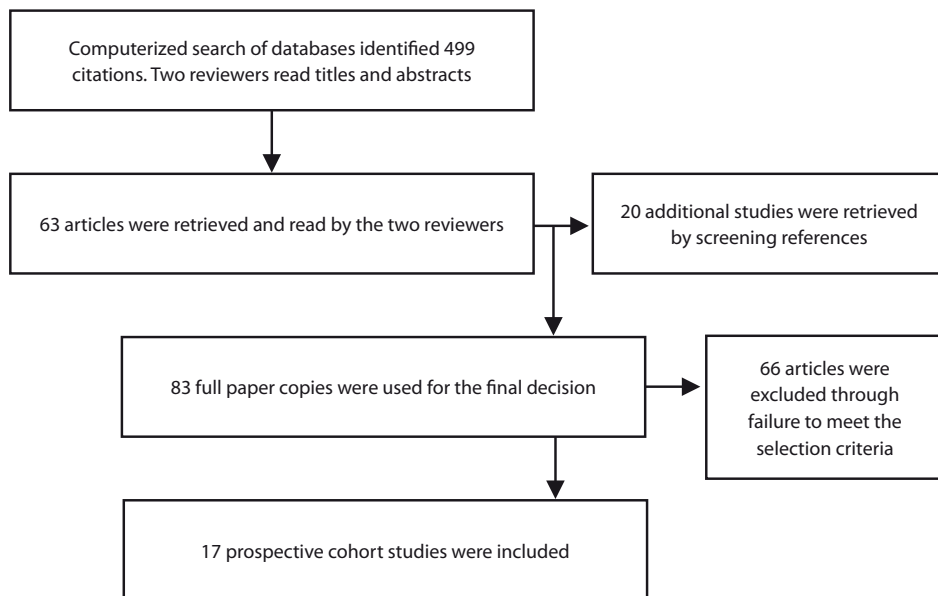 Computerized search of databases identified 499
citations. Two reviewers read titles and abstracts
63 articles were retrieved and read by the two reviewers
20 additional studies were retrieved
by screening references
83 full paper copies were used for the final decision
66 articles were
excluded through
failure to meet the
selection criteria
17 prospective cohort studies were included